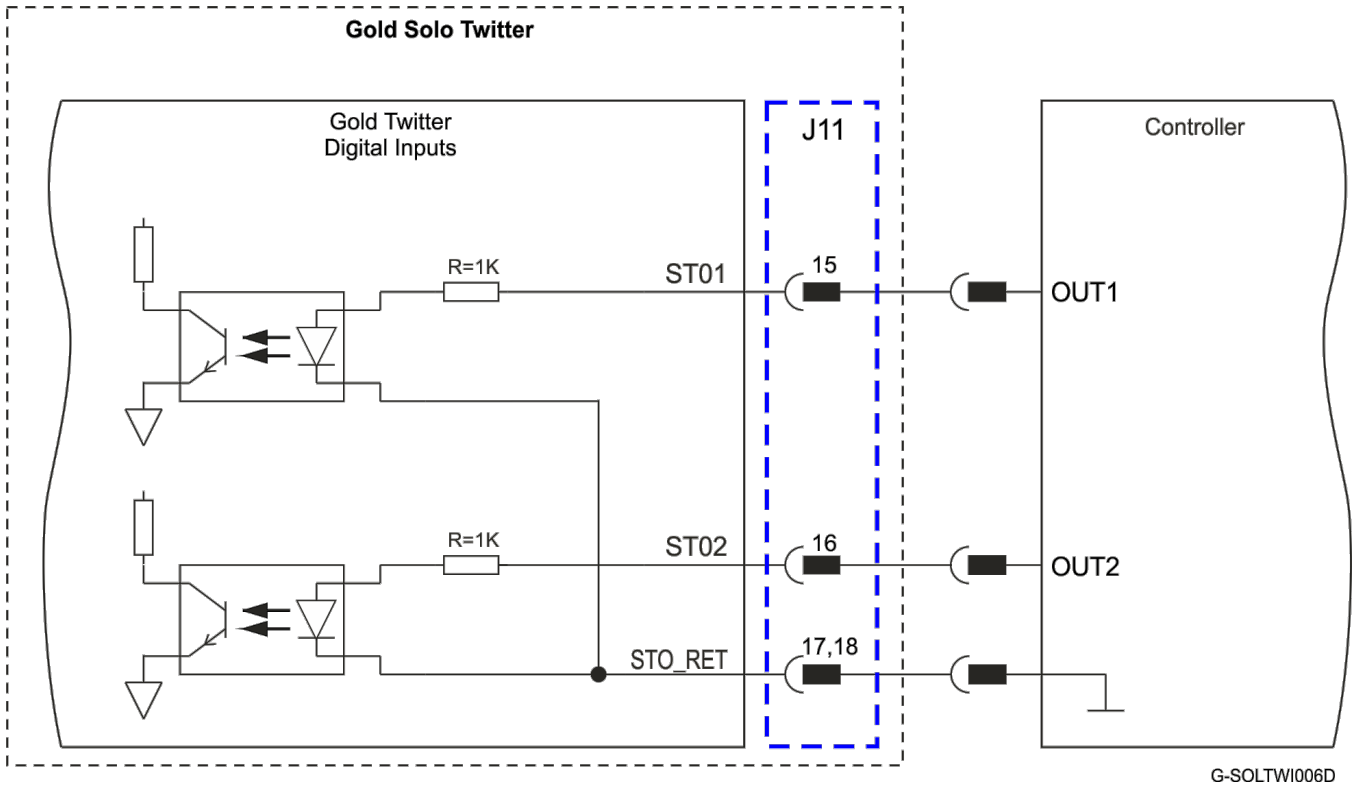 Gold Solo Twitter
Gold Twitter
Digital Inputs
J11
Controller
R=1K
ST01
15
OUT1
R=1K
ST02
16
OUT2
STO_RET
17,18
G-SOLTWI006D